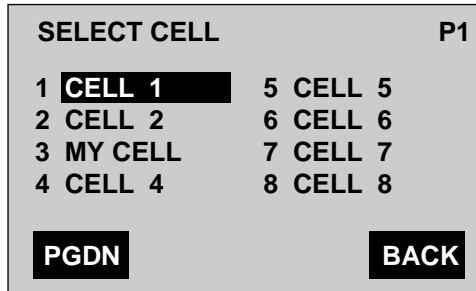 SELECT CELL P1
1 CELL 1 5 CELL 5
2 CELL 2 6 CELL 6
3 MY CELL 7 CELL 7
4 CELL 4 8 CELL 8
PGDN BACK